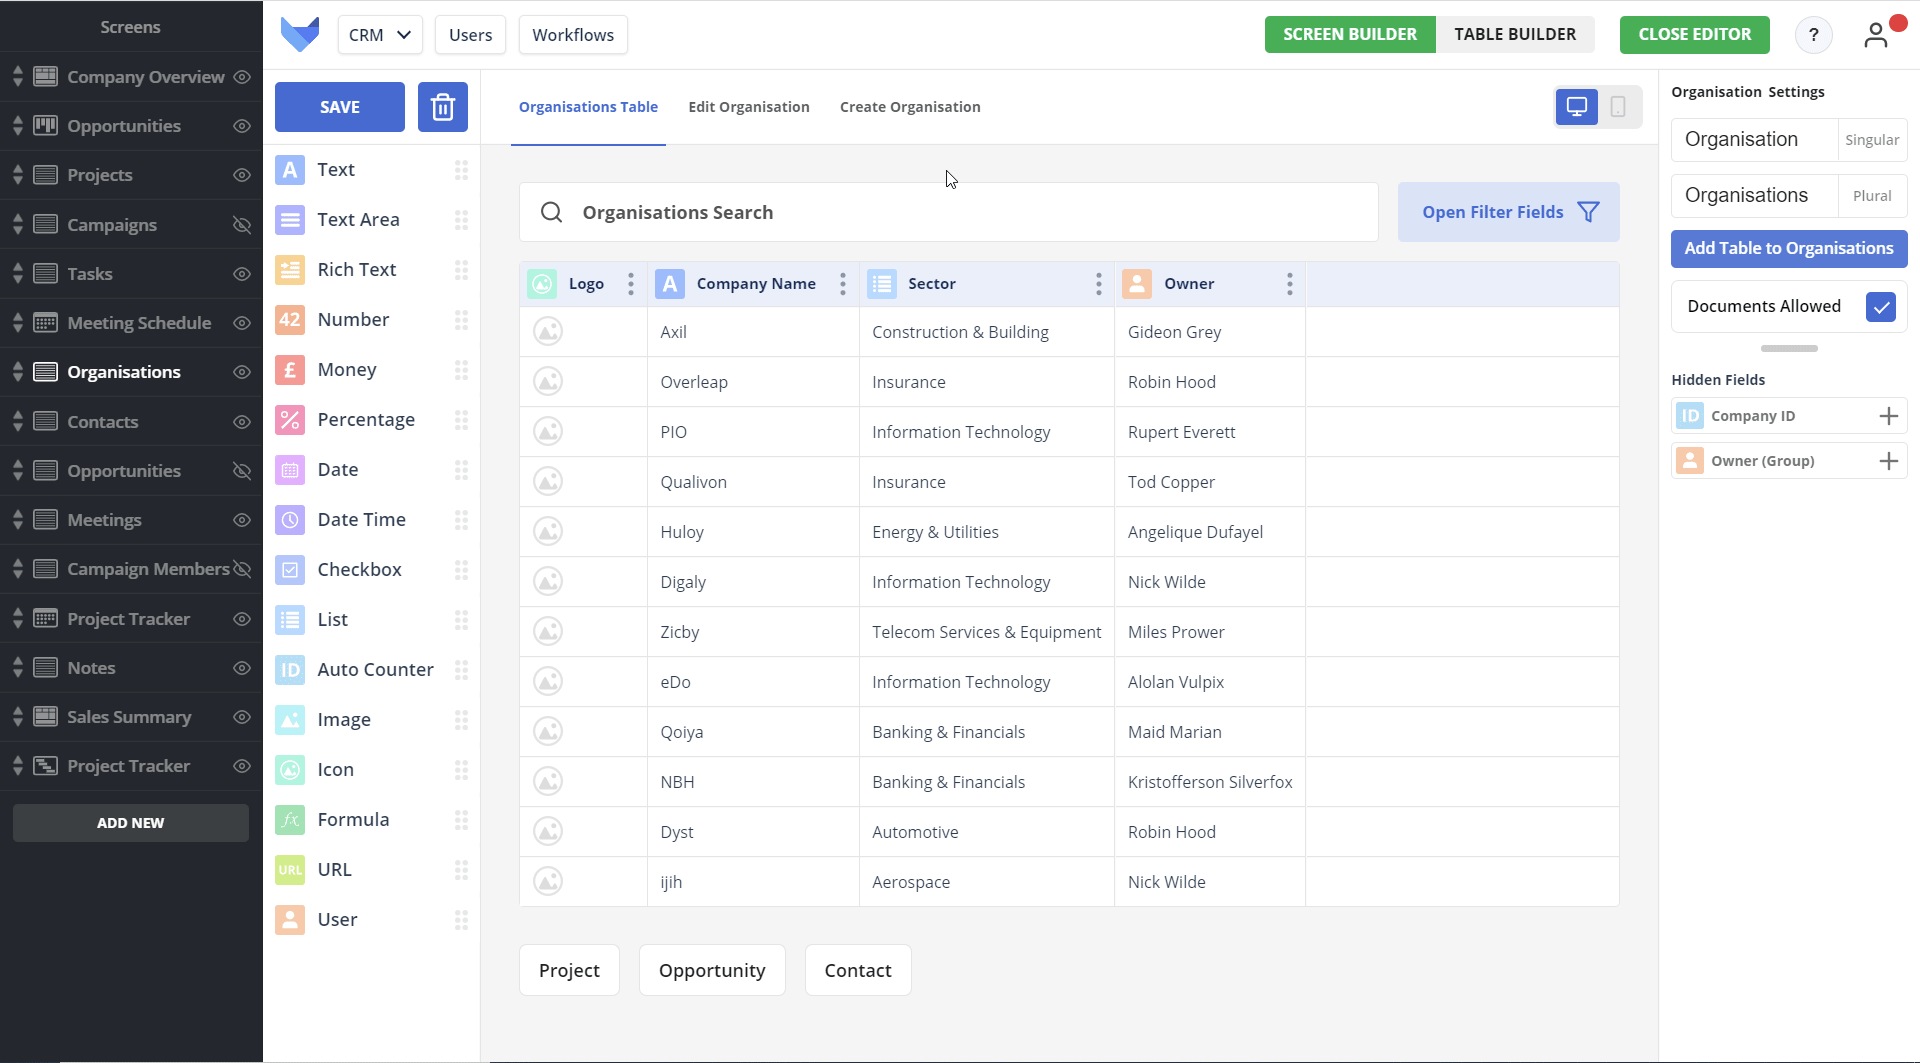 Screens
Company Overview
Opportunities
Projects
Campaigns
Tasks
Meeting Schedule
Organisations
Contacts
Opportunities
Meetings
Campaign Members
Project Tracker
Notes
Sales Summary
Project Tracker
ADD NEW
CRM Users Workflows
SCREEN BUILDER TABLE BUILDER CLOSE EDITOR ?
SAVE
A Text
Text Area
Rich Text
42 Number
£ Money
% Percentage
Date
Date Time
Checkbox
List
ID Auto Counter
Image
Icon
fx Formula
URL URL
User
Organisations Table Edit Organisation Create Organisation
Organisations Search Open Filter Fields
Logo A Company Name Sector Owner
Axil Construction & Building Gideon Grey
Overleap Insurance Robin Hood
PIO Information Technology Rupert Everett
Qualivon Insurance Tod Copper
Huloy Energy & Utilities Angelique Dufayel
Digaly Information Technology Nick Wilde
Zicby Telecom Services & Equipment Miles Prower
eDo Information Technology Alolan Vulpix
Qoiya Banking & Financials Maid Marian
NBH Banking & Financials Kristofferson Silverfox
Dyst Automotive Robin Hood
ijih Aerospace Nick Wilde
Project Opportunity Contact
Organisation Settings
Organisation Singular
Organisations Plural
Add Table to Organisations
Documents Allowed
Hidden Fields
ID Company ID
Owner (Group)